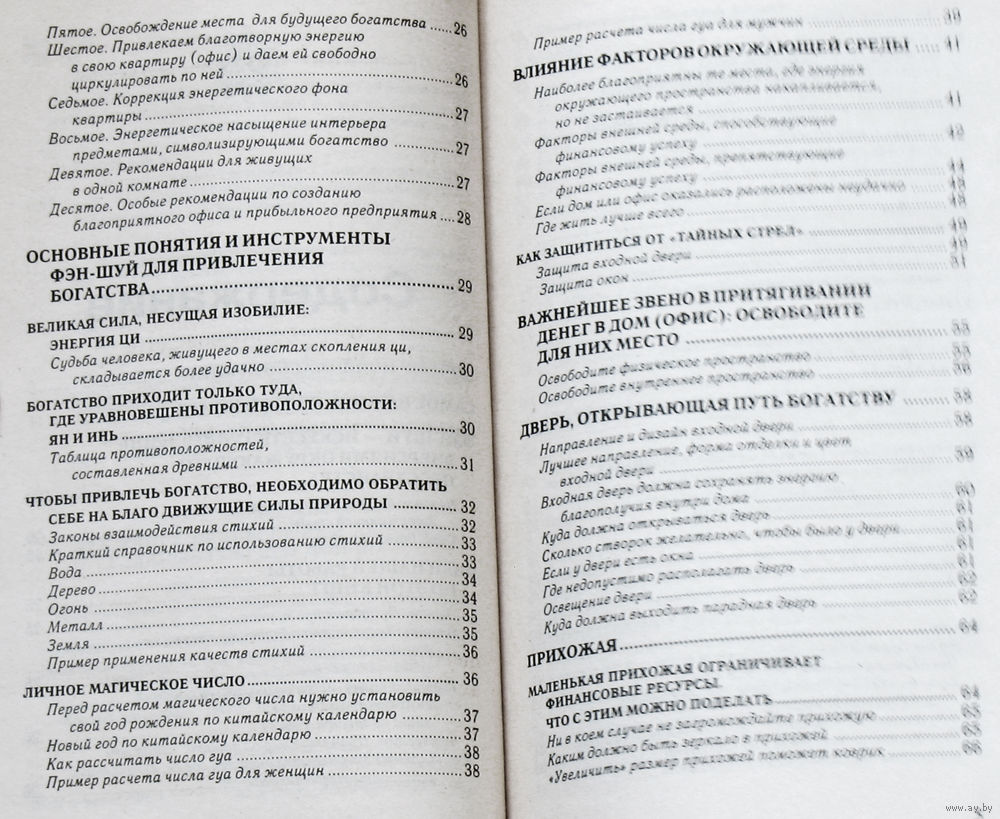 Пятое. Освобождение места для будущего богатства ..... 26
Шестое. Привлекаем благотворную энергию
в свою квартиру (офис) и даем ей свободно
циркулировать по ней ..... 26
Седьмое. Коррекция энергетического фона
квартиры ..... 27
Восьмое. Энергетическое насыщение интерьера
предметами, символизирующими богатство ..... 27
Девятое. Рекомендации для живущих
в одной комнате ..... 27
Десятое. Особые рекомендации по созданию
благоприятного офиса и прибыльного предприятия .... 28
ОСНОВНЫЕ ПОНЯТИЯ И ИНСТРУМЕНТЫ
ФЭН-ШУЙ ДЛЯ ПРИВЛЕЧЕНИЯ
БОГАТСТВА ..... 29
ВЕЛИКАЯ СИЛА, НЕСУЩАЯ ИЗОБИЛИЕ:
ЭНЕРГИЯ ЦИ ..... 29
Судьба человека, живущего в местах скопления ци,
складывается более удачно ..... 30
БОГАТСТВО ПРИХОДИТ ТОЛЬКО ТУДА,
ГДЕ УРАВНОВЕШЕНЫ ПРОТИВОПОЛОЖНОСТИ:
ЯН И ИНЬ ..... 30
Таблица противоположностей,
составленная древними ..... 31
ЧТОБЫ ПРИВЛЕЧЬ БОГАТСТВО, НЕОБХОДИМО ОБРАТИТЬ
СЕБЕ НА БЛАГО ДВИЖУЩИЕ СИЛЫ ПРИРОДЫ ..... 32
Законы взаимодействия стихий ..... 32
Краткий справочник по использованию стихий ..... 33
Вода ..... 33
Дерево ..... 34
Огонь ..... 34
Металл ..... 35
Земля ..... 35
Пример применения качеств стихий ..... 36
ЛИЧНОЕ МАГИЧЕСКОЕ ЧИСЛО ..... 36
Перед расчетом магического числа нужно установить
свой год рождения по китайскому календарю ..... 37
Новый год по китайскому календарю ..... 37
Как рассчитать число гуа ..... 38
Пример расчета числа гуа для женщин ..... 38
Пример расчета числа гуа для мужчин ..... 39
ВЛИЯНИЕ ФАКТОРОВ ОКРУЖАЮЩЕЙ СРЕДЫ ..... 41
Наиболее благоприятны те места, где энергия
окружающего пространства накапливается,
но не застаивается ..... 41
Факторы внешней среды, способствующие
финансовому успеху ..... 42
Факторы внешней среды, препятствующие
финансовому успеху ..... 44
Если дом или офис оказались расположены неудачно .....
Где жить лучше всего .....
КАК ЗАЩИТИТЬСЯ ОТ «ТАЙНЫХ СТРЕЛ» .....
Защита входной двери .....
Защита окон ..... 51
ВАЖНЕЙШЕЕ ЗВЕНО В ПРИТЯГИВАНИИ
ДЕНЕГ В ДОМ (ОФИС): ОСВОБОДИТЕ
ДЛЯ НИХ МЕСТО ..... 55
Освободите физическое пространство ..... 55
Освободите внутреннее пространство ..... 56
ДВЕРЬ, ОТКРЫВАЮЩАЯ ПУТЬ БОГАТСТВУ ..... 58
Направление и дизайн входной двери ..... 58
Лучшее направление, форма отделки и цвет
входной двери ..... 59
Входная дверь должна сохранять энергию
благополучия внутри дома ..... 60
Куда должна открываться дверь ..... 61
Сколько створок желательно, чтобы было у двери ..... 61
Если у двери есть окна ..... 61
Где недопустимо располагать дверь ..... 61
Освещение двери ..... 62
Куда должна выходить парадная дверь ..... 62
ПРИХОЖАЯ ..... 64
МАЛЕНЬКАЯ ПРИХОЖАЯ ОГРАНИЧИВАЕТ
ФИНАНСОВЫЕ РЕСУРСЫ.
ЧТО С ЭТИМ МОЖНО ПОДЕЛАТЬ ..... 64
Ни в коем случае не загромождайте прихожую ..... 65
Каким должно быть зеркало в прихожей ..... 65
«Увеличить» размер прихожей поможет коврик ..... 66
www.ay.by